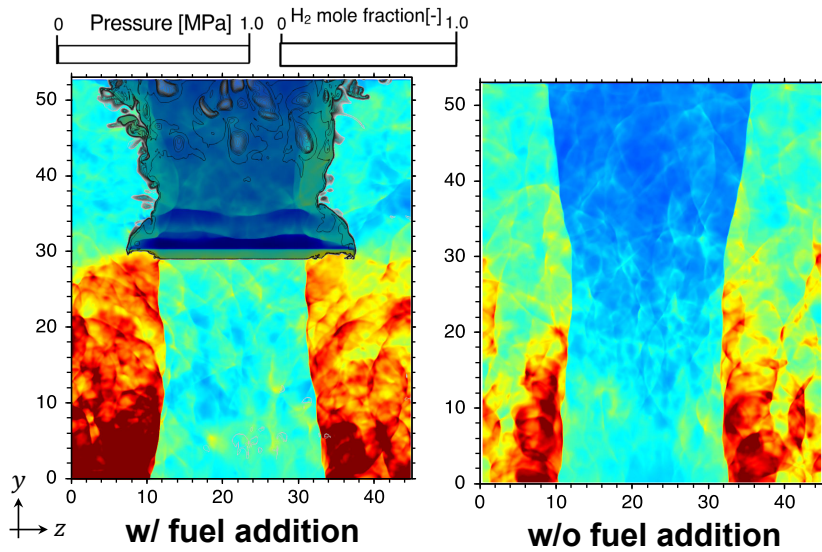 0 Pressure [MPa] 1.0
0 H₂ mole fraction[-] 1.0
50
40
30
20
10
0
0 10 20 30 40
y
z
w/ fuel addition
50
40
30
20
10
0
0 10 20 30 40
w/o fuel addition